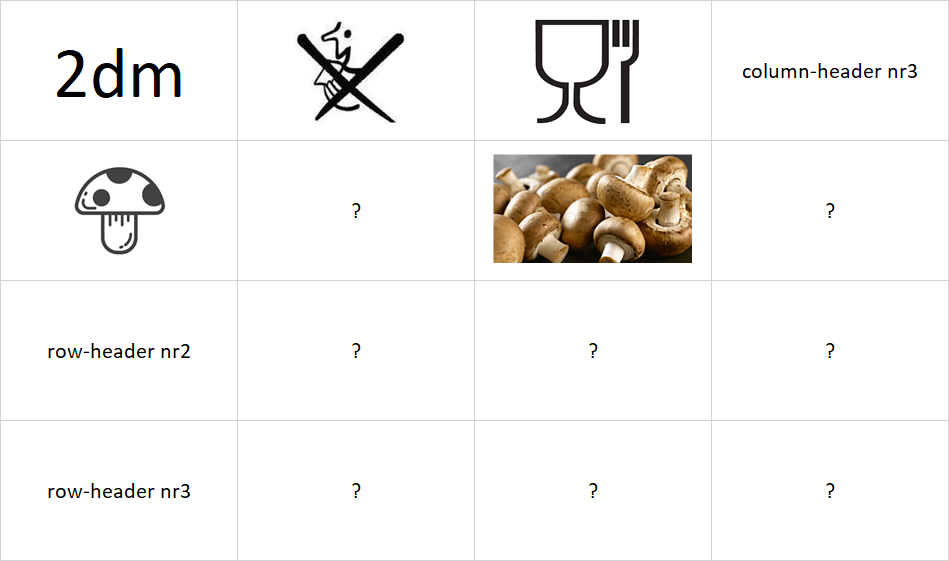 2dm
column-header nr3
?
?
row-header nr2
?
?
?
row-header nr3
?
?
?